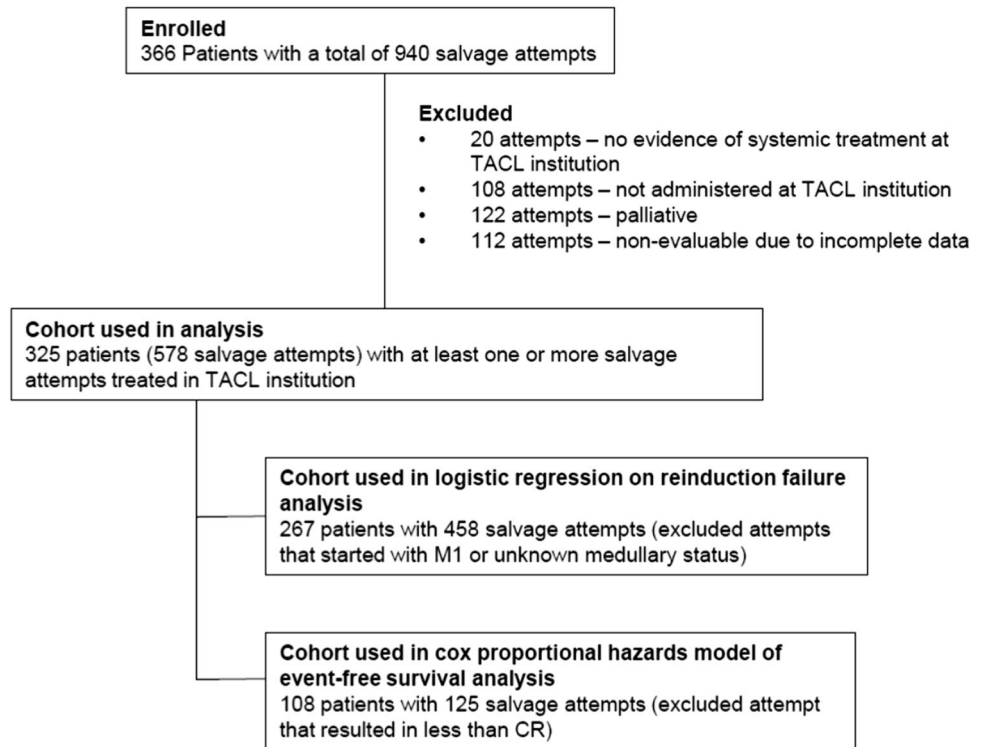 Enrolled
366 Patients with a total of 940 salvage attempts
Excluded
• 20 attempts – no evidence of systemic treatment at
TACL institution
• 108 attempts – not administered at TACL institution
• 122 attempts – palliative
• 112 attempts – non-evaluable due to incomplete data
Cohort used in analysis
325 patients (578 salvage attempts) with at least one or more salvage
attempts treated in TACL institution
Cohort used in logistic regression on reinduction failure
analysis
267 patients with 458 salvage attempts (excluded attempts
that started with M1 or unknown medullary status)
Cohort used in cox proportional hazards model of
event-free survival analysis
108 patients with 125 salvage attempts (excluded attempt
that resulted in less than CR)